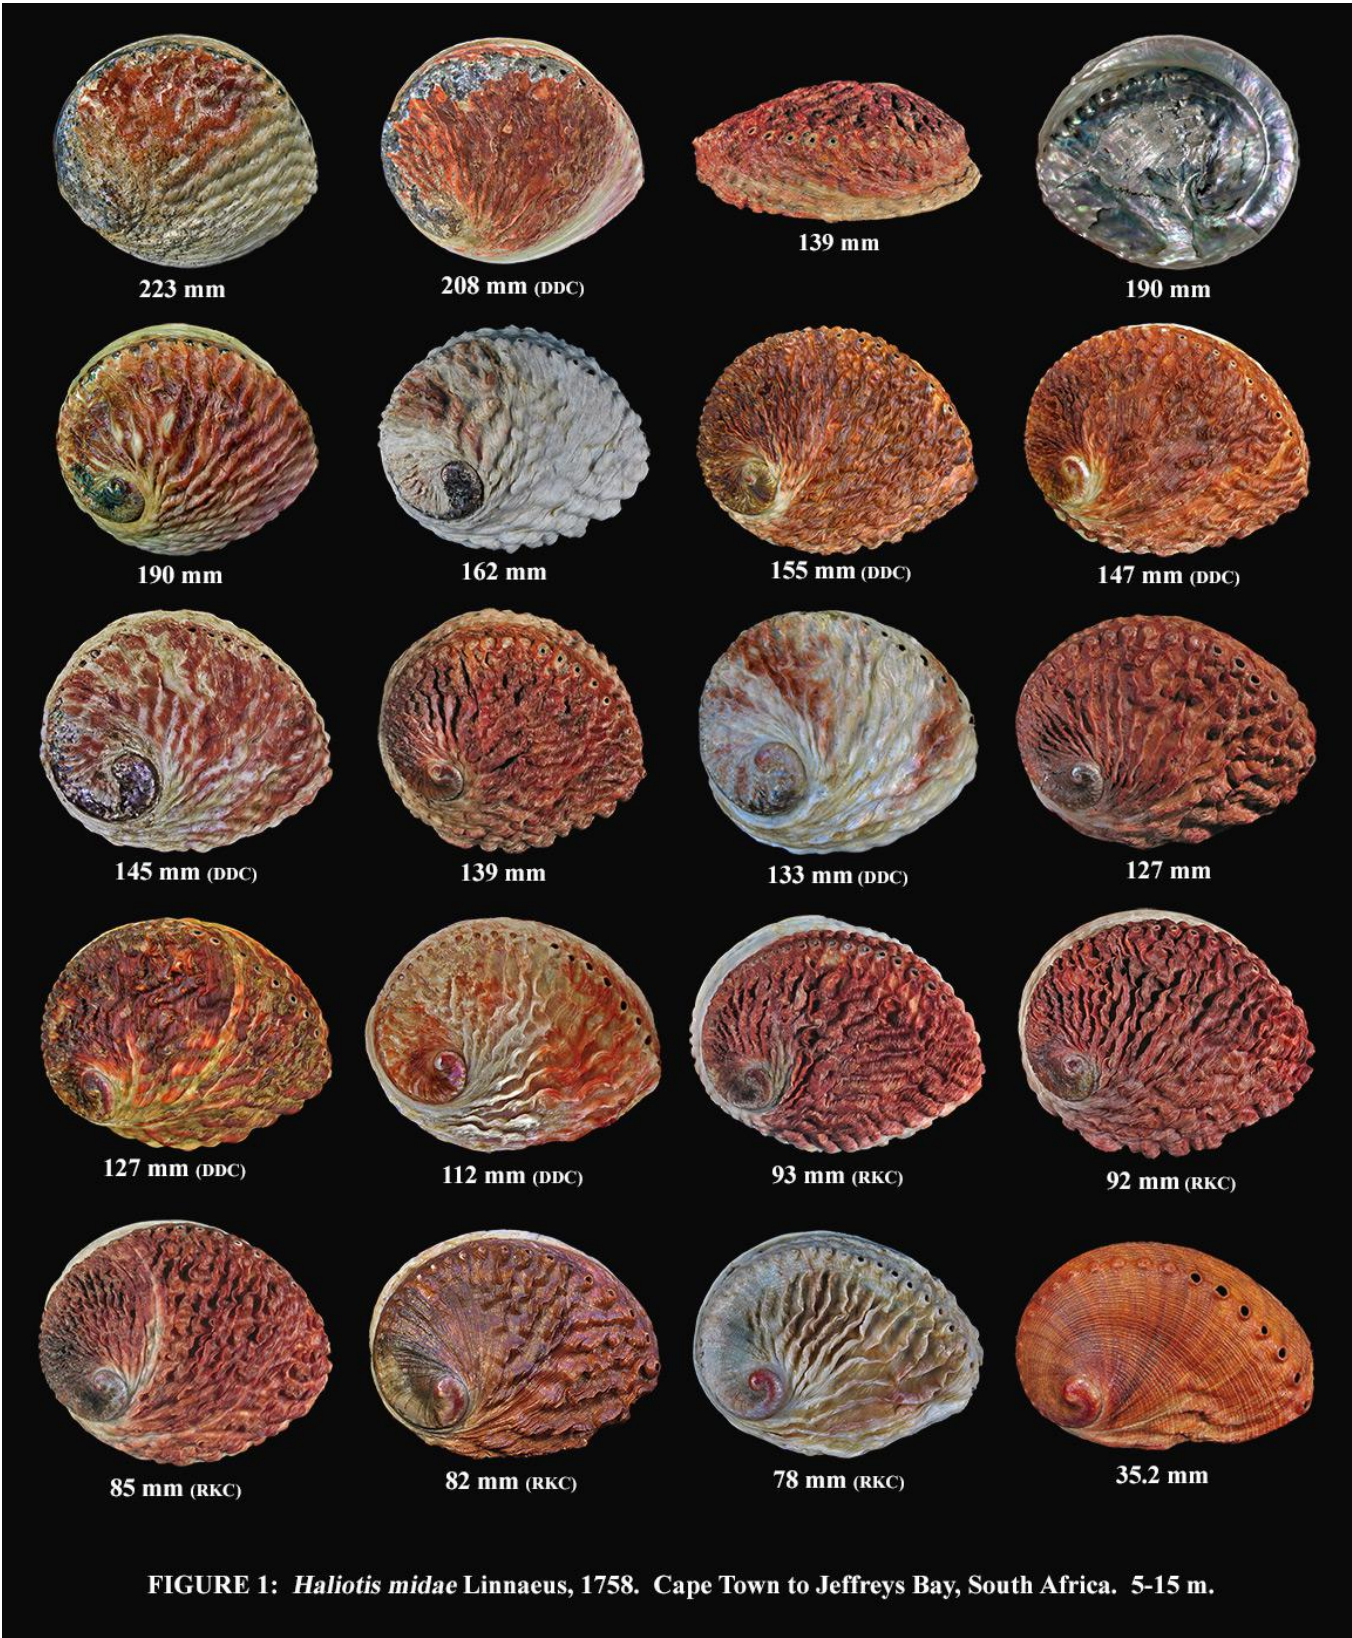 223 mm
208 mm (DDC)
139 mm
190 mm
190 mm
162 mm
155 mm (DDC)
147 mm (DDC)
145 mm (DDC)
139 mm
133 mm (DDC)
127 mm
127 mm (DDC)
112 mm (DDC)
93 mm (RKC)
92 mm (RKC)
85 mm (RKC)
82 mm (RKC)
78 mm (RKC)
35.2 mm
FIGURE 1: Haliotis midae Linnaeus, 1758. Cape Town to Jeffreys Bay, South Africa. 5-15 m.